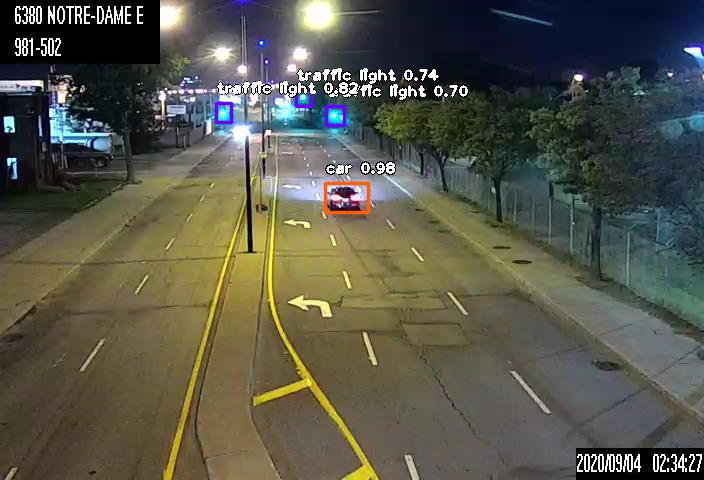 6380 NOTRE-DAME E
981-502
traffic light 0.74
traffic light 0.82
traffic light 0.70
car 0.98
2020/09/04 02:34:27